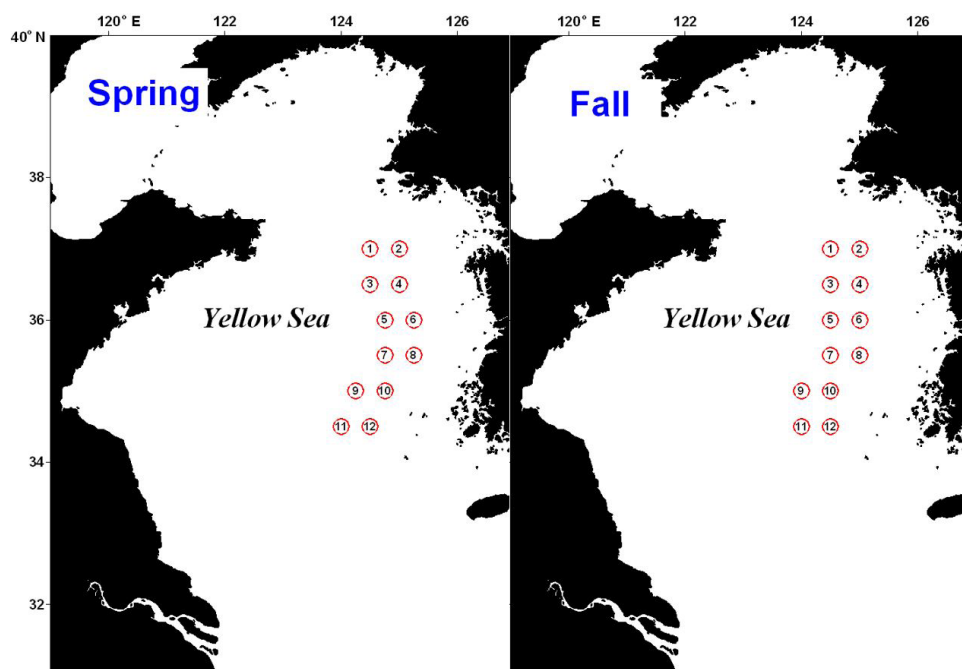 120° E 122 124 126 120° E 122 124 126
40° N
Spring Fall
38
1 2 1 2
3 4 3 4
Yellow Sea 5 6 Yellow Sea 5 6
36
7 8 7 8
9 10 9 10
11 12 11 12
34
32